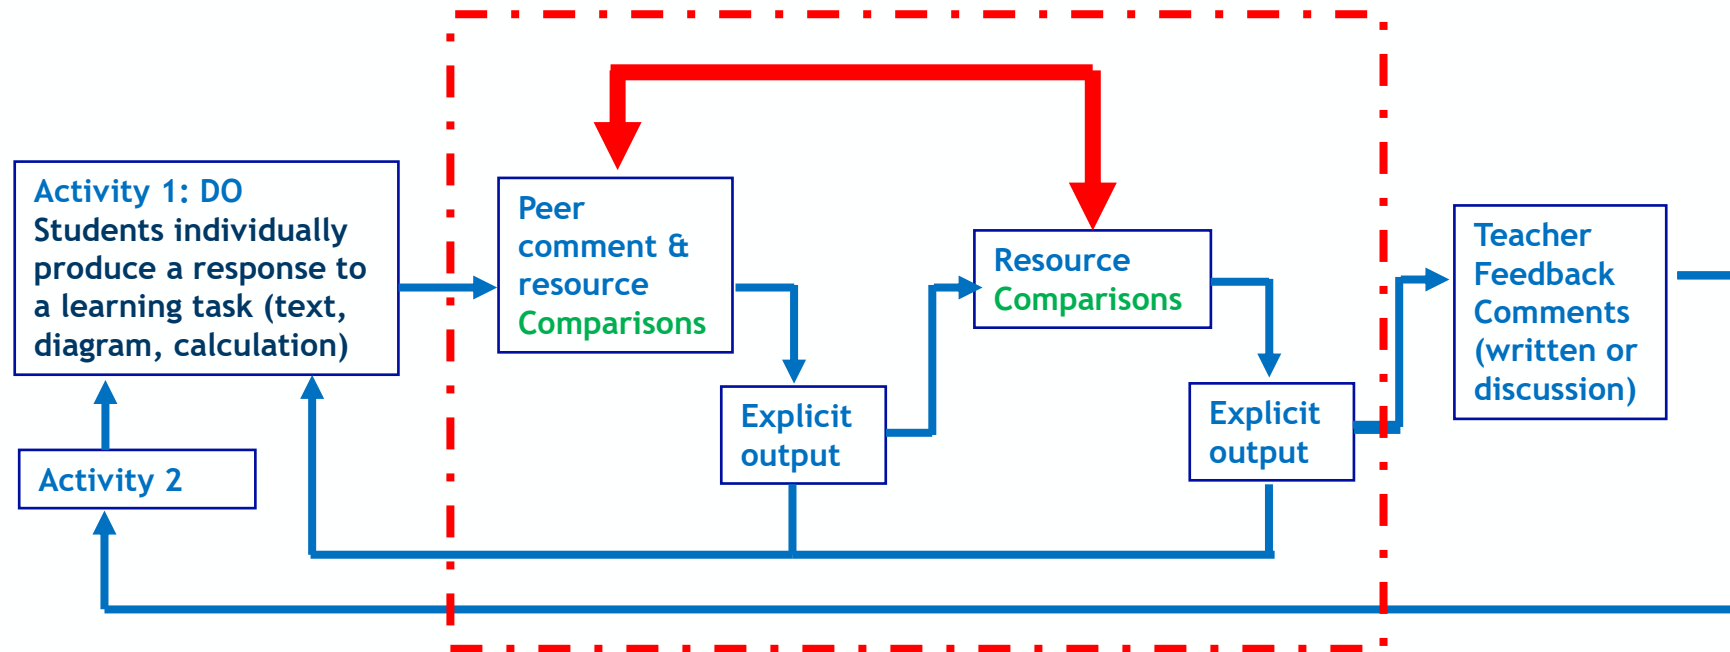 Activity 1: DO
Students individually
produce a response to
a learning task (text,
diagram, calculation)
Activity 2
Peer
comment &
resource
Comparisons
Explicit
output
Resource
Comparisons
Explicit
output
Teacher
Feedback
Comments
(written or
discussion)